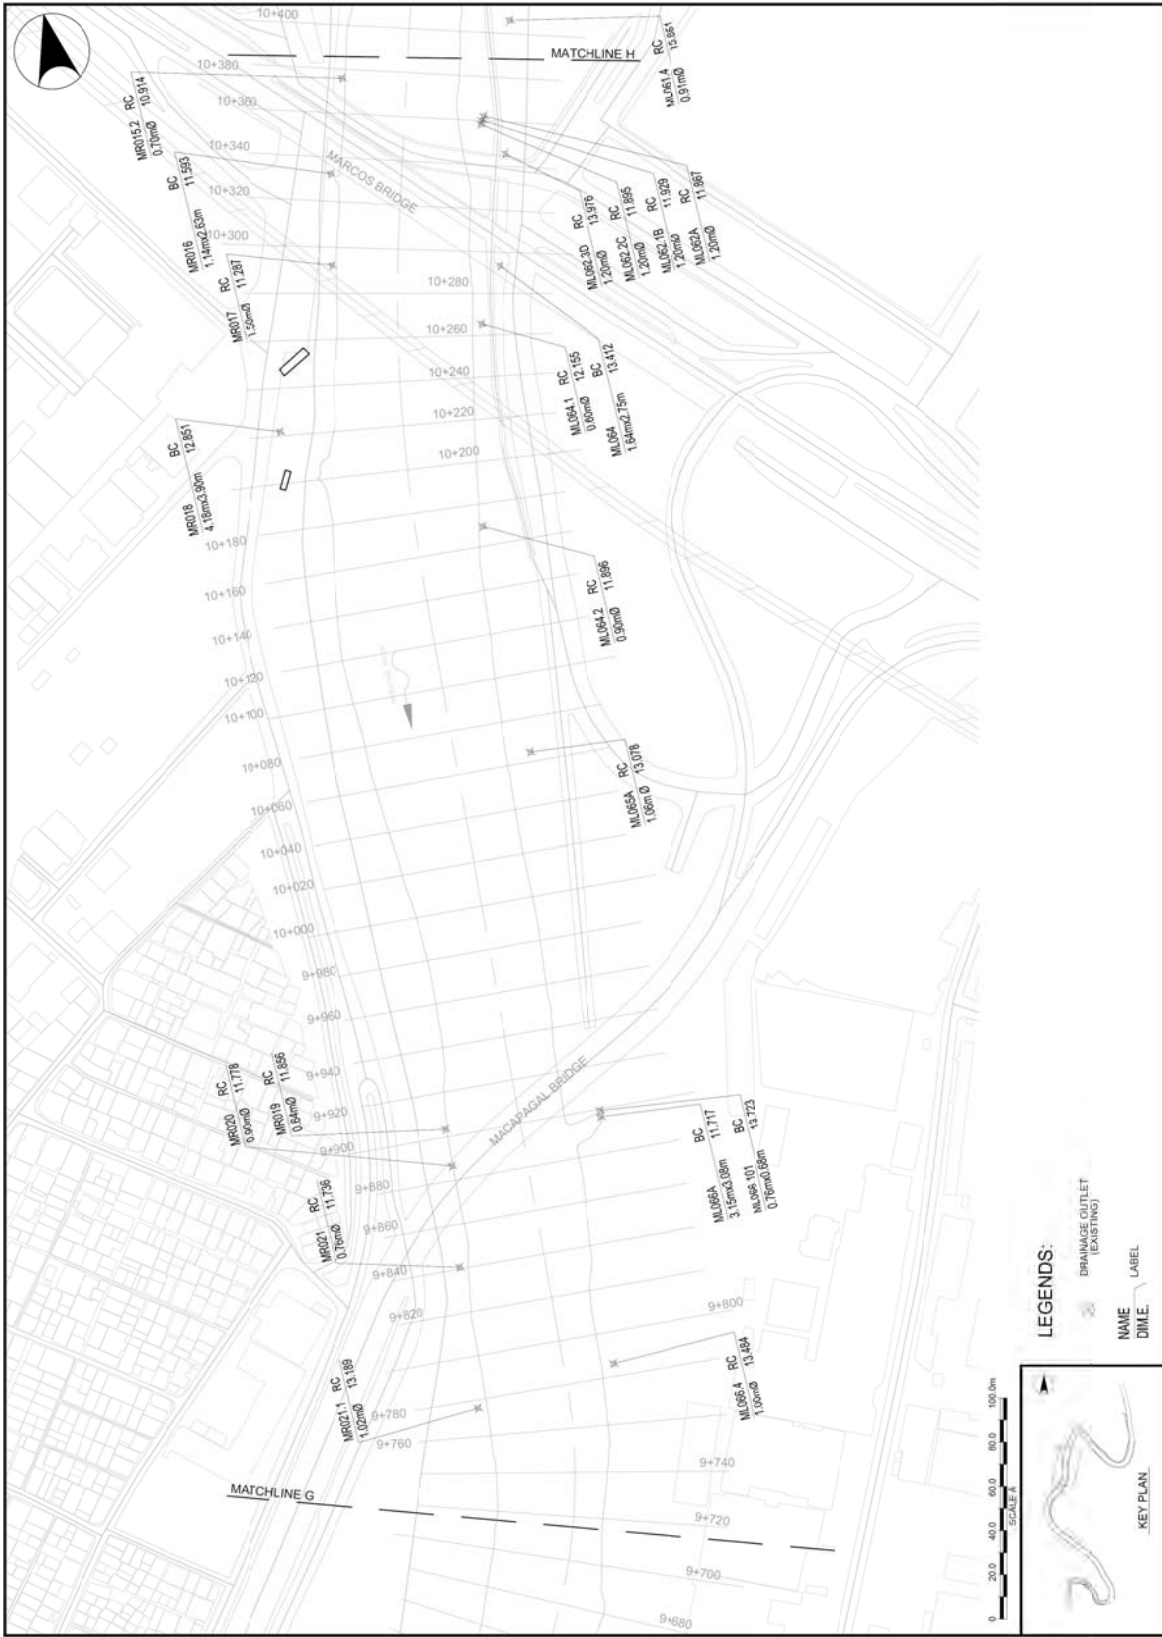 10+400
MATCHLINE H
10+380
10+360
10+340
10+320
10+300
10+280
10+260
10+240
10+220
10+200
10+180
10+160
10+140
10+120
10+100
10+080
10+060
10+040
10+020
10+000
9+980
9+960
9+940
9+920
9+900
9+880
9+860
9+840
9+820
9+800
9+780
9+760
9+740
9+720
9+700
9+680
MATCHLINE G
MARCOS BRIDGE
MACAPAGAL BRIDGE
MR015.2 RC
0.70mØ 10.914
MR016 BC
1.14mx2.63m 11.593
MR017 RC
1.50mØ 11.287
MR018 BC
4.18mx3.90m 12.851
MR020 RC
0.90mØ 11.778
MR019 RC
0.64mØ 11.856
MR021 RC
0.76mØ 11.736
MR021.1 RC
1.02mØ 13.189
ML061.4 RC
0.91mØ 15.861
ML062.3D RC
1.20mØ 13.976
ML062.2C RC
1.20mØ 11.895
ML062.1B RC
1.20mØ 11.929
ML062A RC
1.20mØ 11.867
ML064.1 RC
0.60mØ 12.155
ML064 BC
1.64mx2.75m 13.412
ML064.2 RC
0.90mØ 11.896
ML065A RC
1.06m Ø 13.078
ML066A BC
3.15mx3.08m 11.717
ML066.101 BC
0.76mx0.68m 13.723
ML066.4 RC
1.00mØ 13.484
LEGENDS:
DRAINAGE OUTLET
(EXISTING)
NAME
DIM.E.
LABEL
0 20.0 40.0 60.0 80.0 100.0m
SCALE A
KEY PLAN